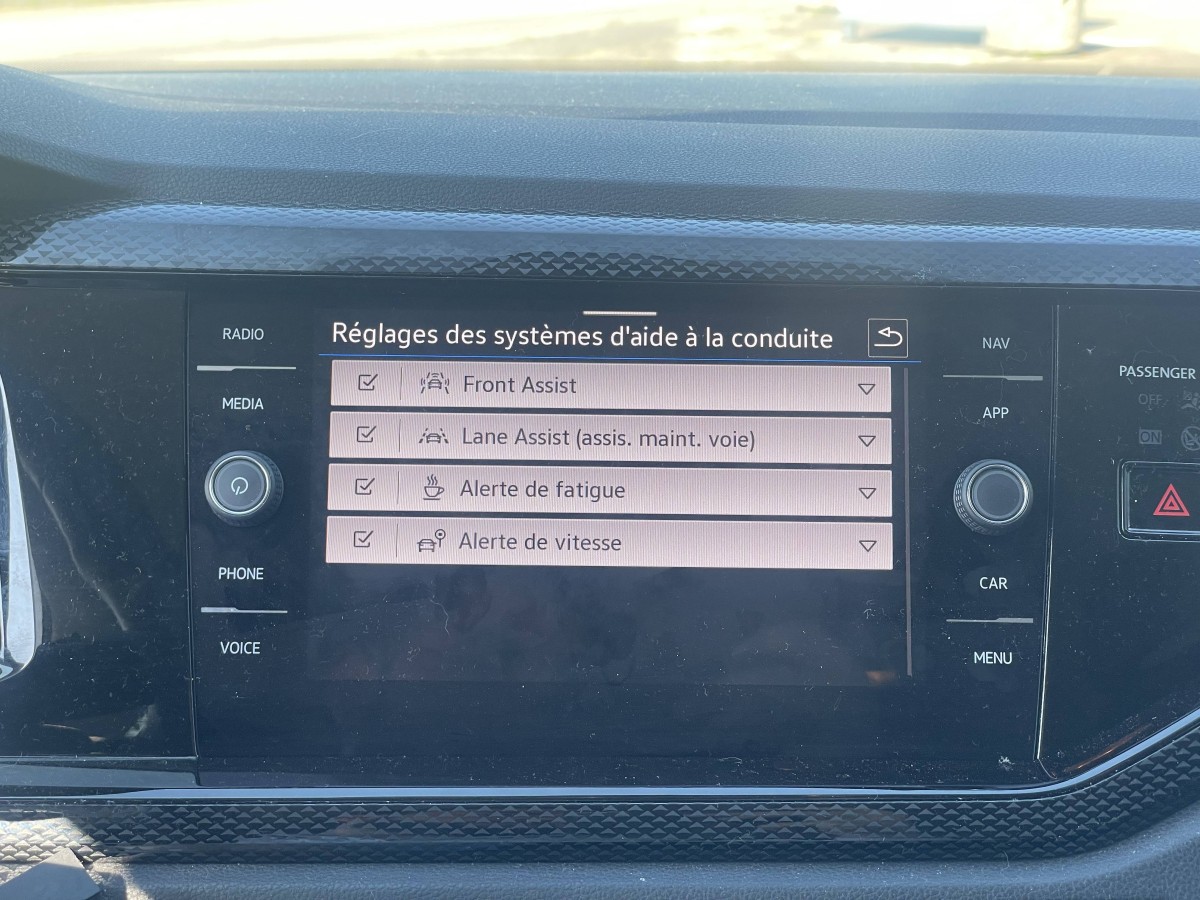 RADIO
MEDIA
PHONE
VOICE
Réglages des systèmes d'aide à la conduite
Front Assist
Lane Assist (assis. maint. voie)
Alerte de fatigue
Alerte de vitesse
NAV
APP
CAR
MENU
PASSENGER
OFF
ON